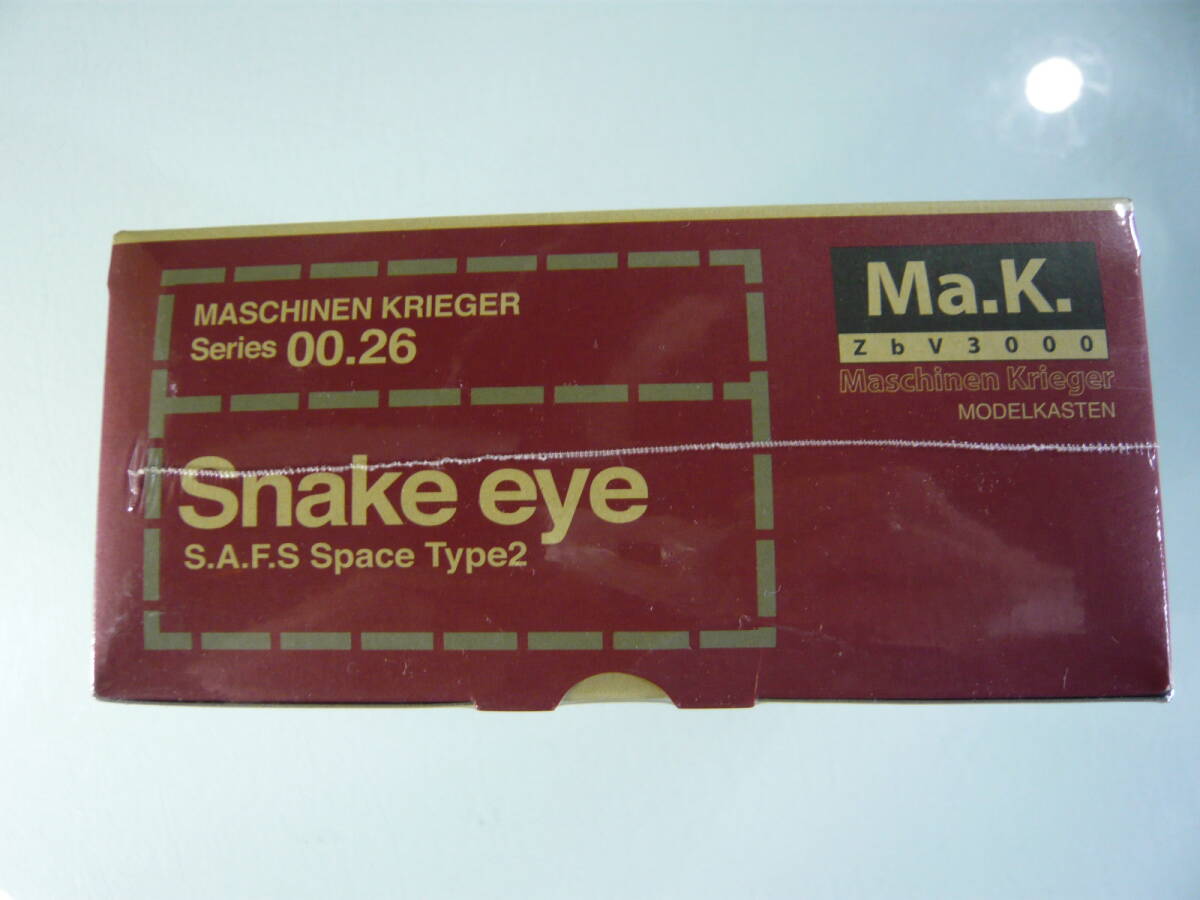 MASCHINEN KRIEGER
Series 00.26
Snake eye
S.A.F.S Space Type2
Ma.K.
ZbV3000
Maschinen Krieger
MODELKASTEN